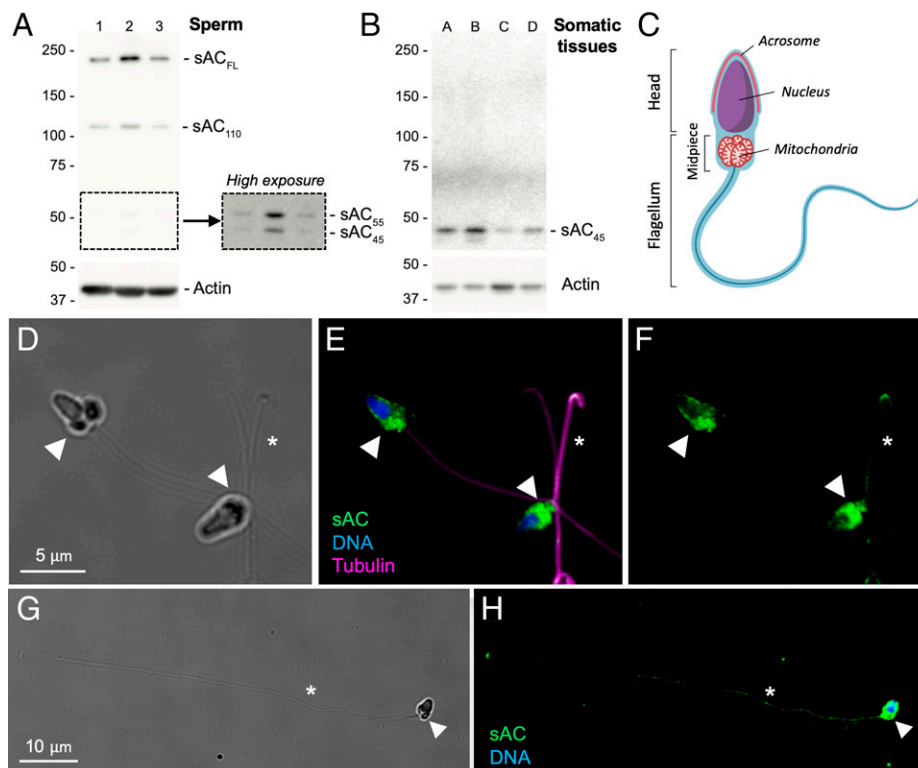 A
1 2 3 Sperm
250 -
150 -
100 -
75 -
50 -
50 -
37 -
- sAC_FL
- sAC_110
High exposure
- sAC_55
- sAC_45
- Actin
B
A B C D Somatic
tissues
250 -
150 -
100 -
75 -
50 -
50 -
37 -
- sAC_45
Actin
C
Acrosome
Nucleus
Mitochondria
Head
Midpiece
Flagellum
D
*
5 μm
E
*
sAC
DNA
Tubulin
F
*
G
*
10 μm
H
*
sAC
DNA